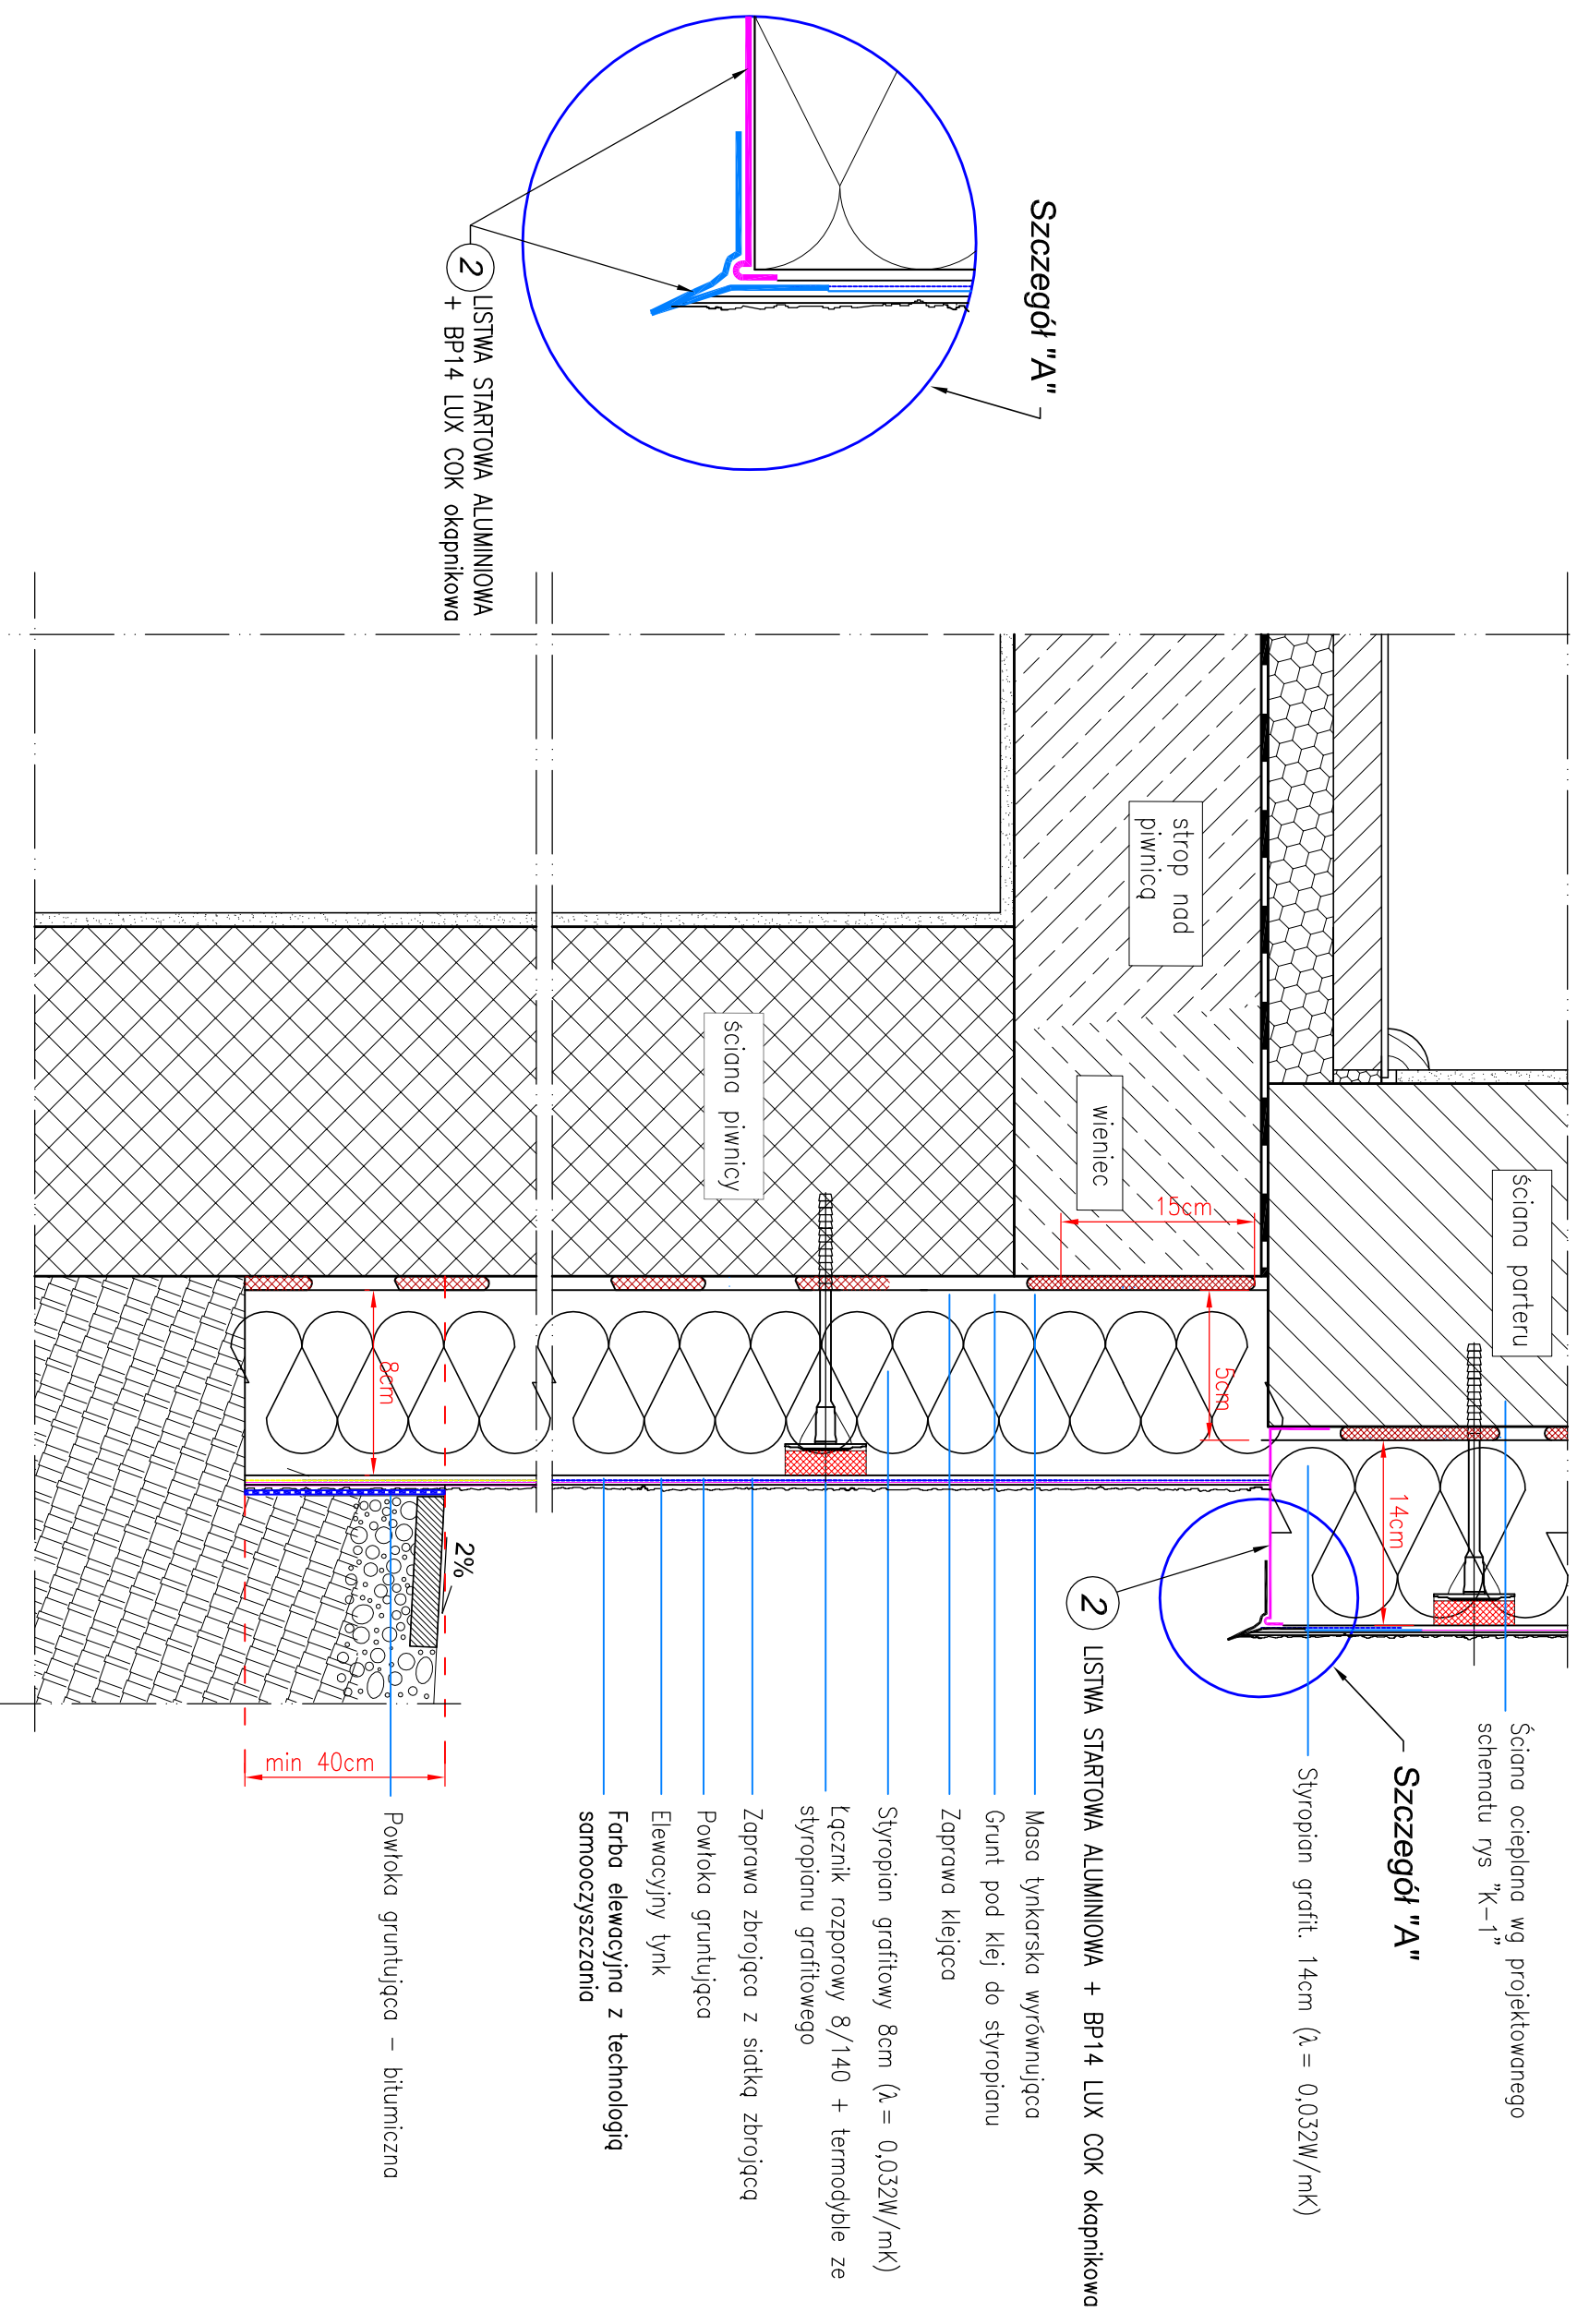 Szczegół "A"
2
LISTWA STARTOWA ALUMINIOWA
+ BP14 LUX COK okapnikowa
ściana parteru
strop nad
piwnicą
wieniec
ściana piwnicy
15cm
5cm
14cm
8cm
2%
min 40cm
Ściana ocieplana wg projektowanego
schematu rys "K-1"
Szczegół "A"
Styropian grafit. 14cm (λ = 0,032W/mK)
2
LISTWA STARTOWA ALUMINIOWA + BP14 LUX COK okapnikowa
Masa tynkarska wyrównująca
Grunt pod klej do styropianu
Zaprawa klejąca
Styropian grafitowy 8cm (λ = 0,032W/mK)
Łącznik rozporowy 8/140 + termodyble ze
styropianu grafitowego
Zaprawa zbrojąca z siatką zbrojącą
Powłoka gruntująca
Elewacyjny tynk
Farba elewacyjna z technologią
samooczyszczania
Powłoka gruntująca - bitumiczna